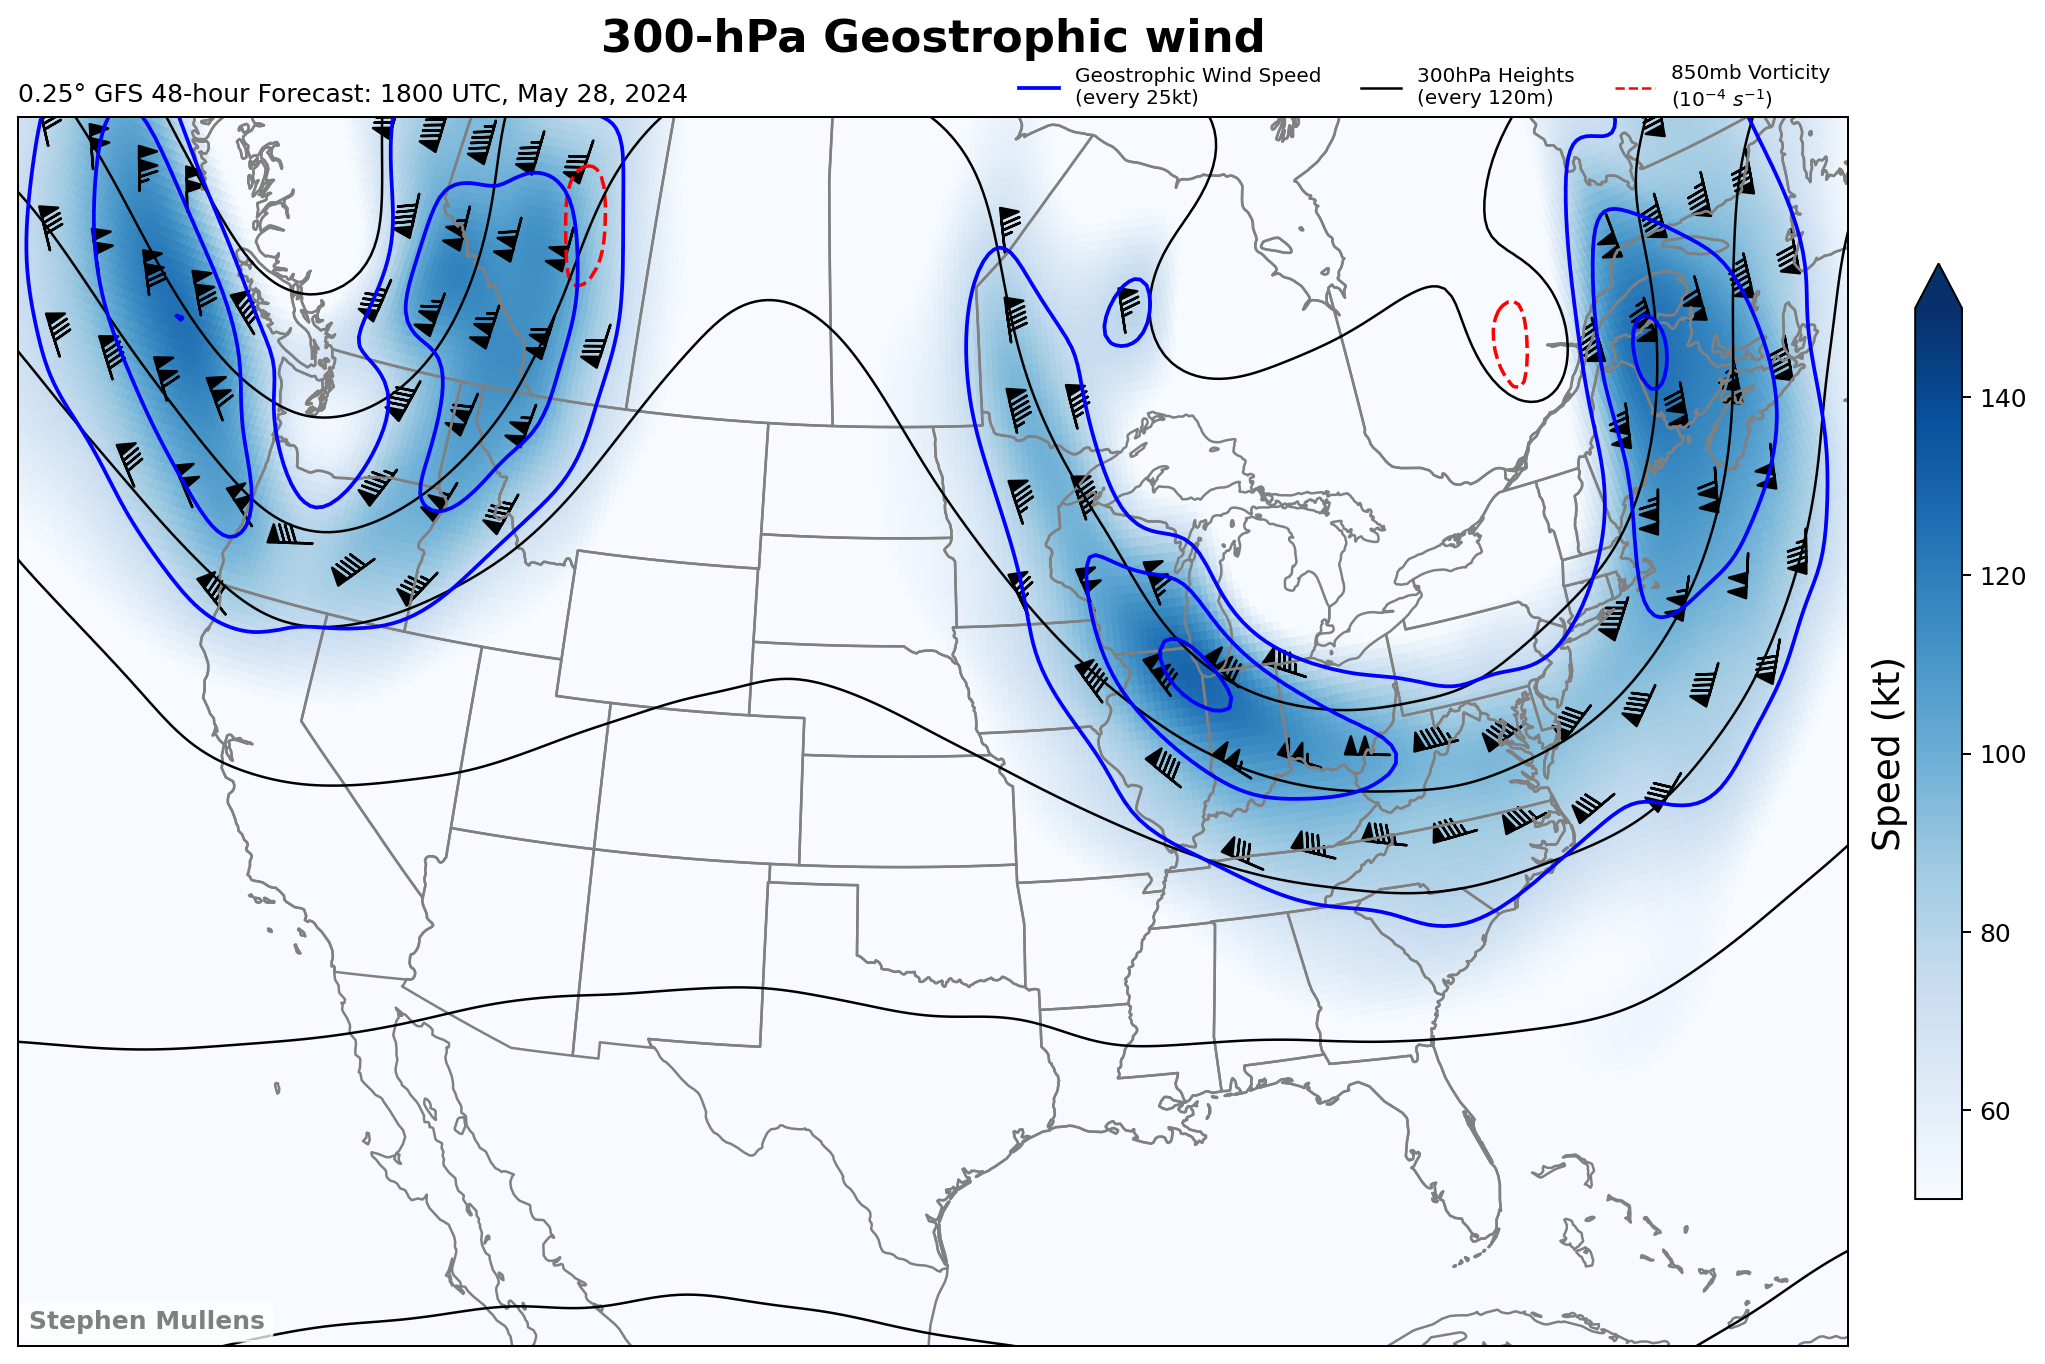 300-hPa Geostrophic wind
0.25° GFS 48-hour Forecast: 1800 UTC, May 28, 2024
Geostrophic Wind Speed
(every 25kt)
300hPa Heights
(every 120m)
850mb Vorticity
(10⁻⁴ s⁻¹)
140
120
100
80
60
Speed (kt)
Stephen Mullens